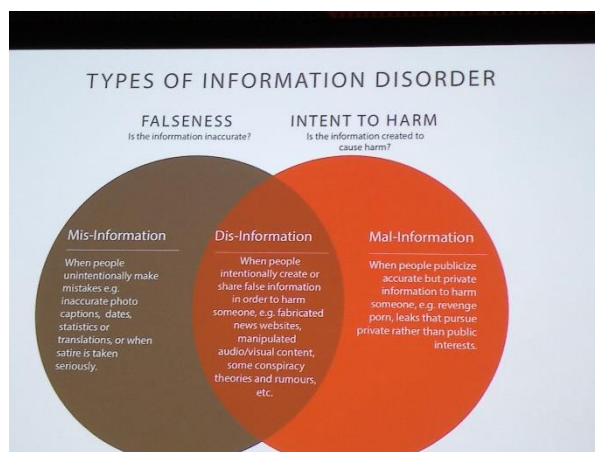 TYPES OF INFORMATION DISORDER
FALSENESS
Is the information inaccurate?
INTENT TO HARM
Is the information created to
cause harm?
Mis-Information
When people
unintentionally make
mistakes e.g.
inaccurate photo
captions, dates,
statistics or
translations, or when
satire is taken
seriously.
Dis-Information
When people
intentionally create or
share false information
in order to harm
someone, e.g. fabricated
news websites,
manipulated
audio/visual content,
some conspiracy
theories and rumours,
etc.
Mal-Information
When people publicize
accurate but private
information to harm
someone, e.g. revenge
porn, leaks that pursue
private rather than public
interests.